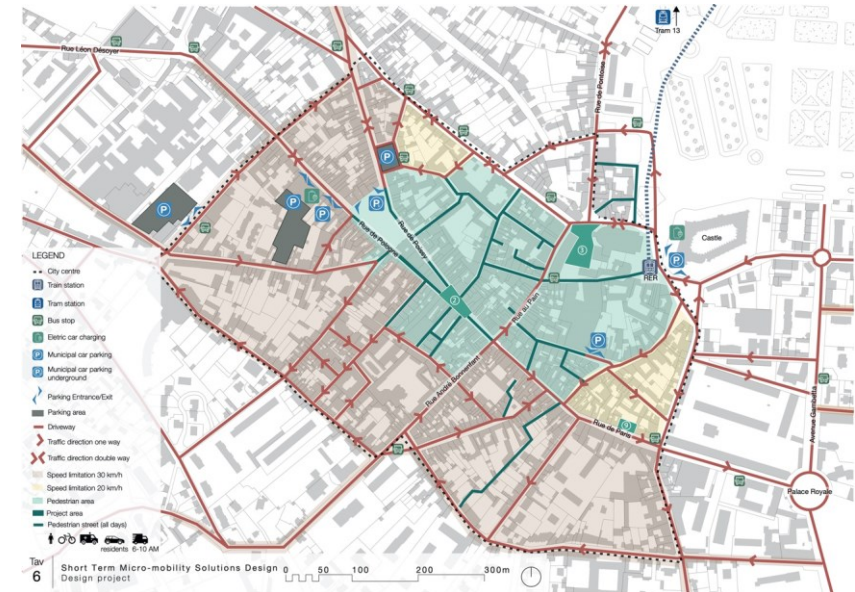 Tram 13
Rue Léon Désoyer
Rue de Pontoise
P
P
P
P
P
Rue de Poissy
Rue de Pologne
1
Castle
P
RER
2
Rue au Pain
P
Rue André Bonnenfant
Rue de Paris
Avenue Gambetta
Palace Royale
LEGEND
City centre
Train station
Tram station
Bus stop
Eletric car charging
P Municipal car parking
P Municipal car parking
underground
Parking Entrance/Exit
Parking area
Driveway
Traffic direction one way
Traffic direction double way
Speed limitation 30 km/h
Speed limitation 20 km/h
Pedestrian area
Project area
Pedestrian street (all days)
residents 6-10 AM
Tav
6
Short Term Micro-mobility Solutions Design
Design project
0 50 100 200 300m